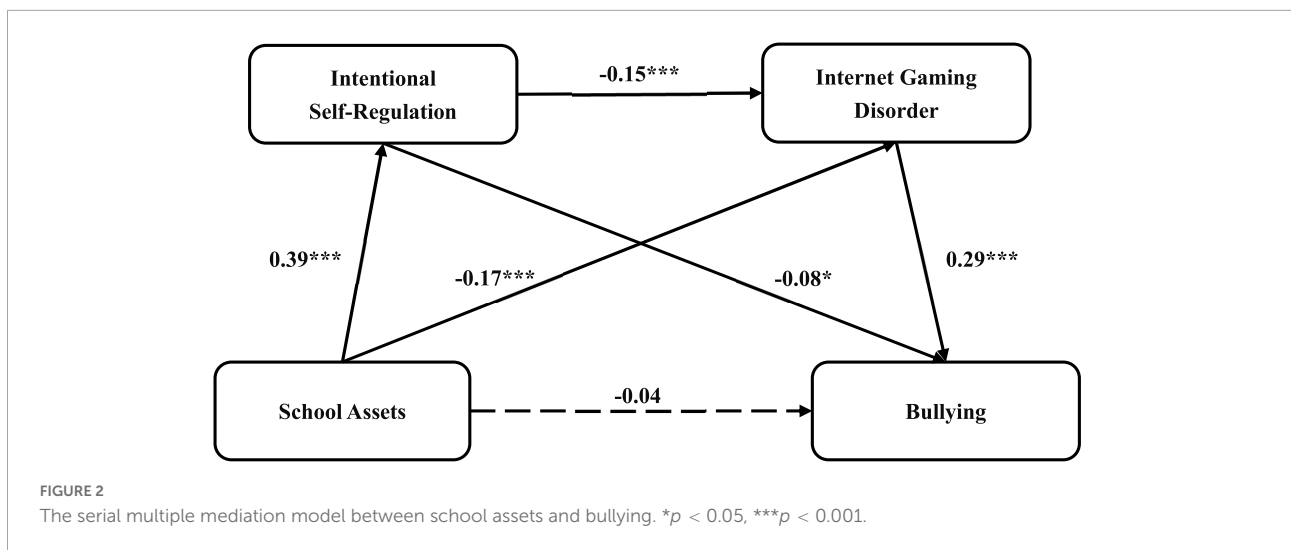 Intentional
Self-Regulation
-0.15***
Internet Gaming
Disorder
0.39***
-0.17***
-0.08*
0.29***
School Assets
-0.04
Bullying
FIGURE 2
The serial multiple mediation model between school assets and bullying. *p < 0.05, ***p < 0.001.